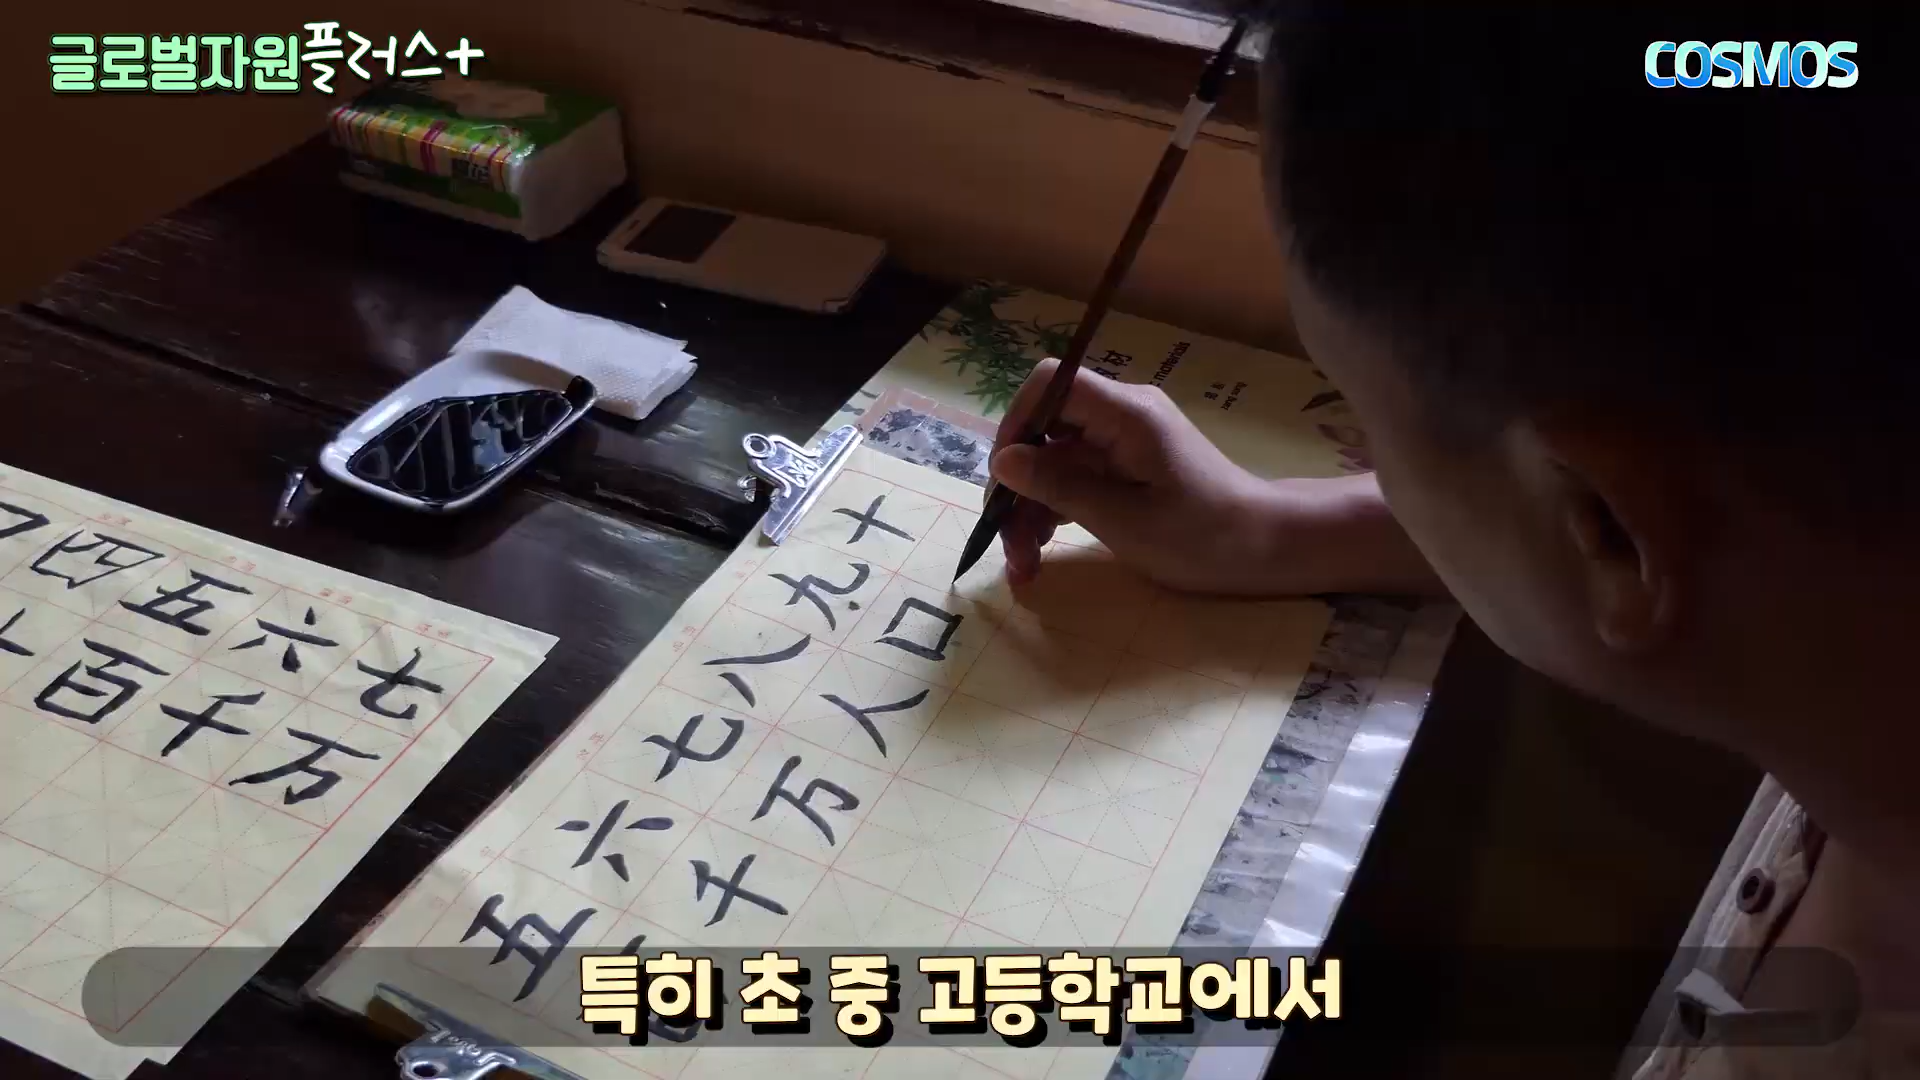 글로벌자원플러스+
COSMOS
四五六七
百千万
五六七八九十
千万人口
특히 초 중 고등학교에서